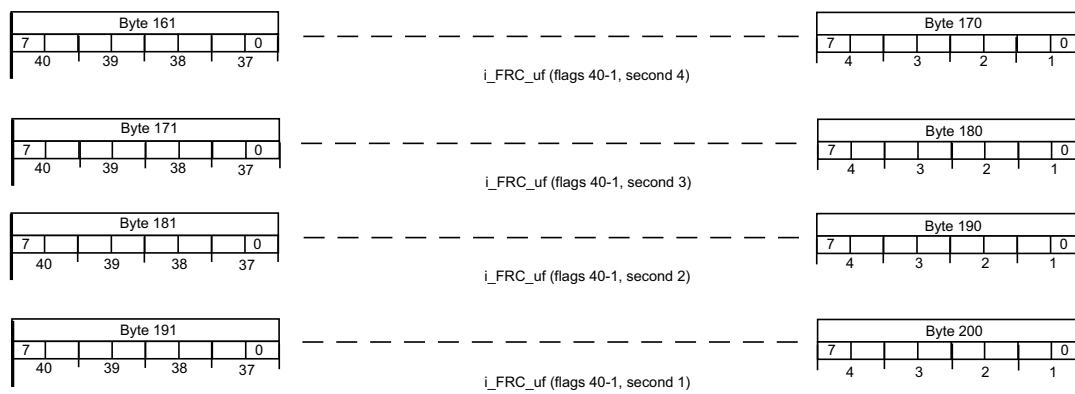 Byte 161 Byte 170
7 0 7 0
40 39 38 37 4 3 2 1
i_FRC_uf (flags 40-1, second 4)
Byte 171 Byte 180
7 0 7 0
40 39 38 37 4 3 2 1
i_FRC_uf (flags 40-1, second 3)
Byte 181 Byte 190
7 0 7 0
40 39 38 37 4 3 2 1
i_FRC_uf (flags 40-1, second 2)
Byte 191 Byte 200
7 0 7 0
40 39 38 37 4 3 2 1
i_FRC_uf (flags 40-1, second 1)